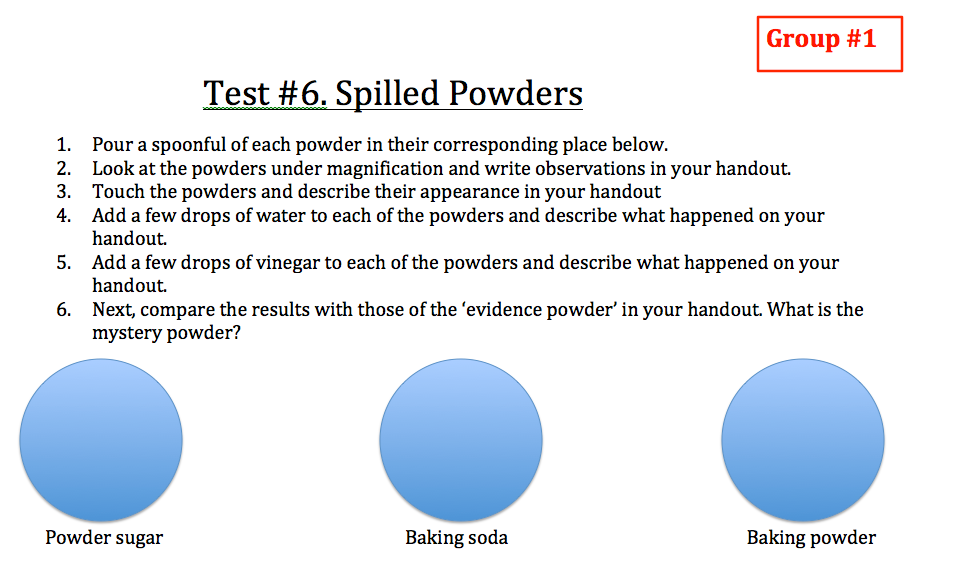 Group #1
Test #6. Spilled Powders
1. Pour a spoonful of each powder in their corresponding place below.
2. Look at the powders under magnification and write observations in your handout.
3. Touch the powders and describe their appearance in your handout
4. Add a few drops of water to each of the powders and describe what happened on your
handout.
5. Add a few drops of vinegar to each of the powders and describe what happened on your
handout.
6. Next, compare the results with those of the ‘evidence powder’ in your handout. What is the
mystery powder?
Powder sugar
Baking soda
Baking powder